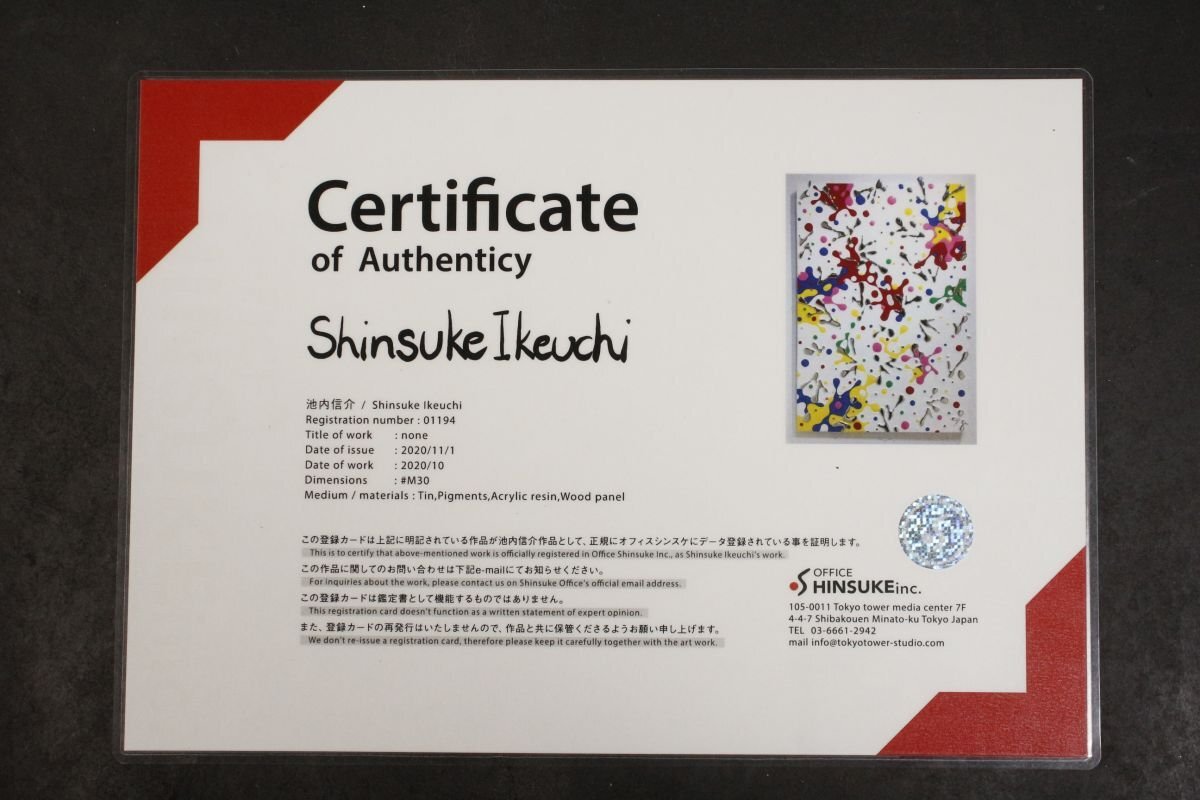 Certificate
of Authenticy
Shinsuke Ikeuchi
池内信介 / Shinsuke Ikeuchi
Registration number : 01194
Title of work : none
Date of issue : 2020/11/1
Date of work : 2020/10
Dimensions : #M30
Medium / materials : Tin,Pigments,Acrylic resin,Wood panel
この登録カードは上記に明記されている作品が池内信介作品として、正規にオフィスシンスケにデータ登録されている事を証明します。
This is to certify that above-mentioned work is officially registered in Office Shinsuke Inc., as Shinsuke Ikeuchi's work.
この作品に関してのお問い合わせは下記e-mailにてお知らせください。
For inquiries about the work, please contact us on Shinsuke Office's official email address.
この登録カードは鑑定書として機能するものではありません。
This registration card doesn't function as a written statement of expert opinion.
また、登録カードの再発行はいたしませんので、作品と共に保管くださるようお願い申し上げます。
We don't re-issue a registration card, therefore please keep it carefully together with the art work.
OFFICE
SHINSUKE inc.
105-0011 Tokyo tower media center 7F
4-4-7 Shibakouen Minato-ku Tokyo Japan
TEL 03-6661-2942
mail info@tokyotower-studio.com